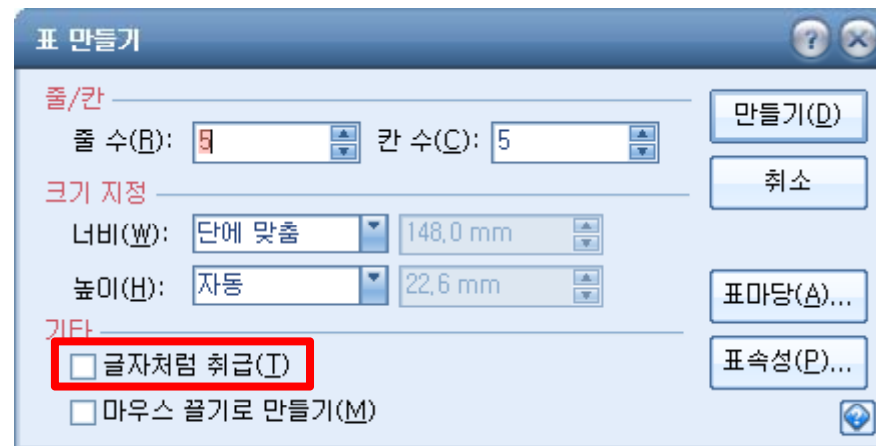 표 만들기
줄/칸
줄 수(R): 5 칸 수(C): 5
만들기(D)
취소
크기 지정
너비(W): 단에 맞춤 148,0 mm
높이(H): 자동 22,6 mm
표마당(A)...
기타
글자처럼 취급(T)
표속성(P)...
마우스 끌기로 만들기(M)